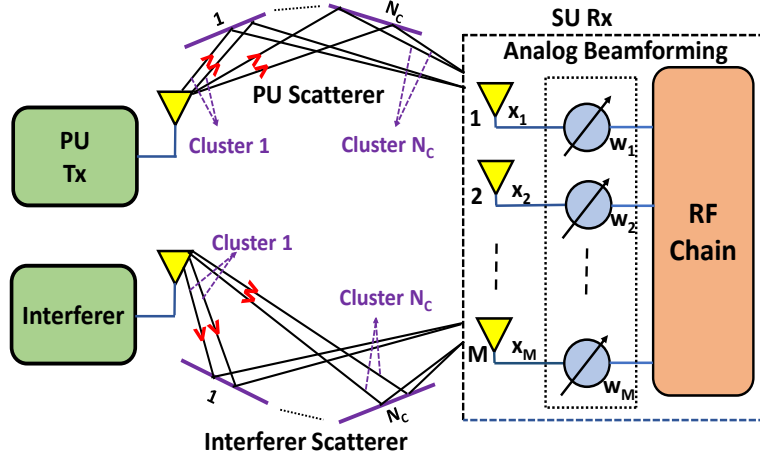 SU Rx
Analog Beamforming
1
N_C
PU Scatterer
PU
Tx
Cluster 1
Cluster N_C
1
x_1
w_1
2
x_2
w_2
RF
Chain
Cluster 1
Interferer
Cluster N_C
M
x_M
w_M
1
N_C
Interferer Scatterer